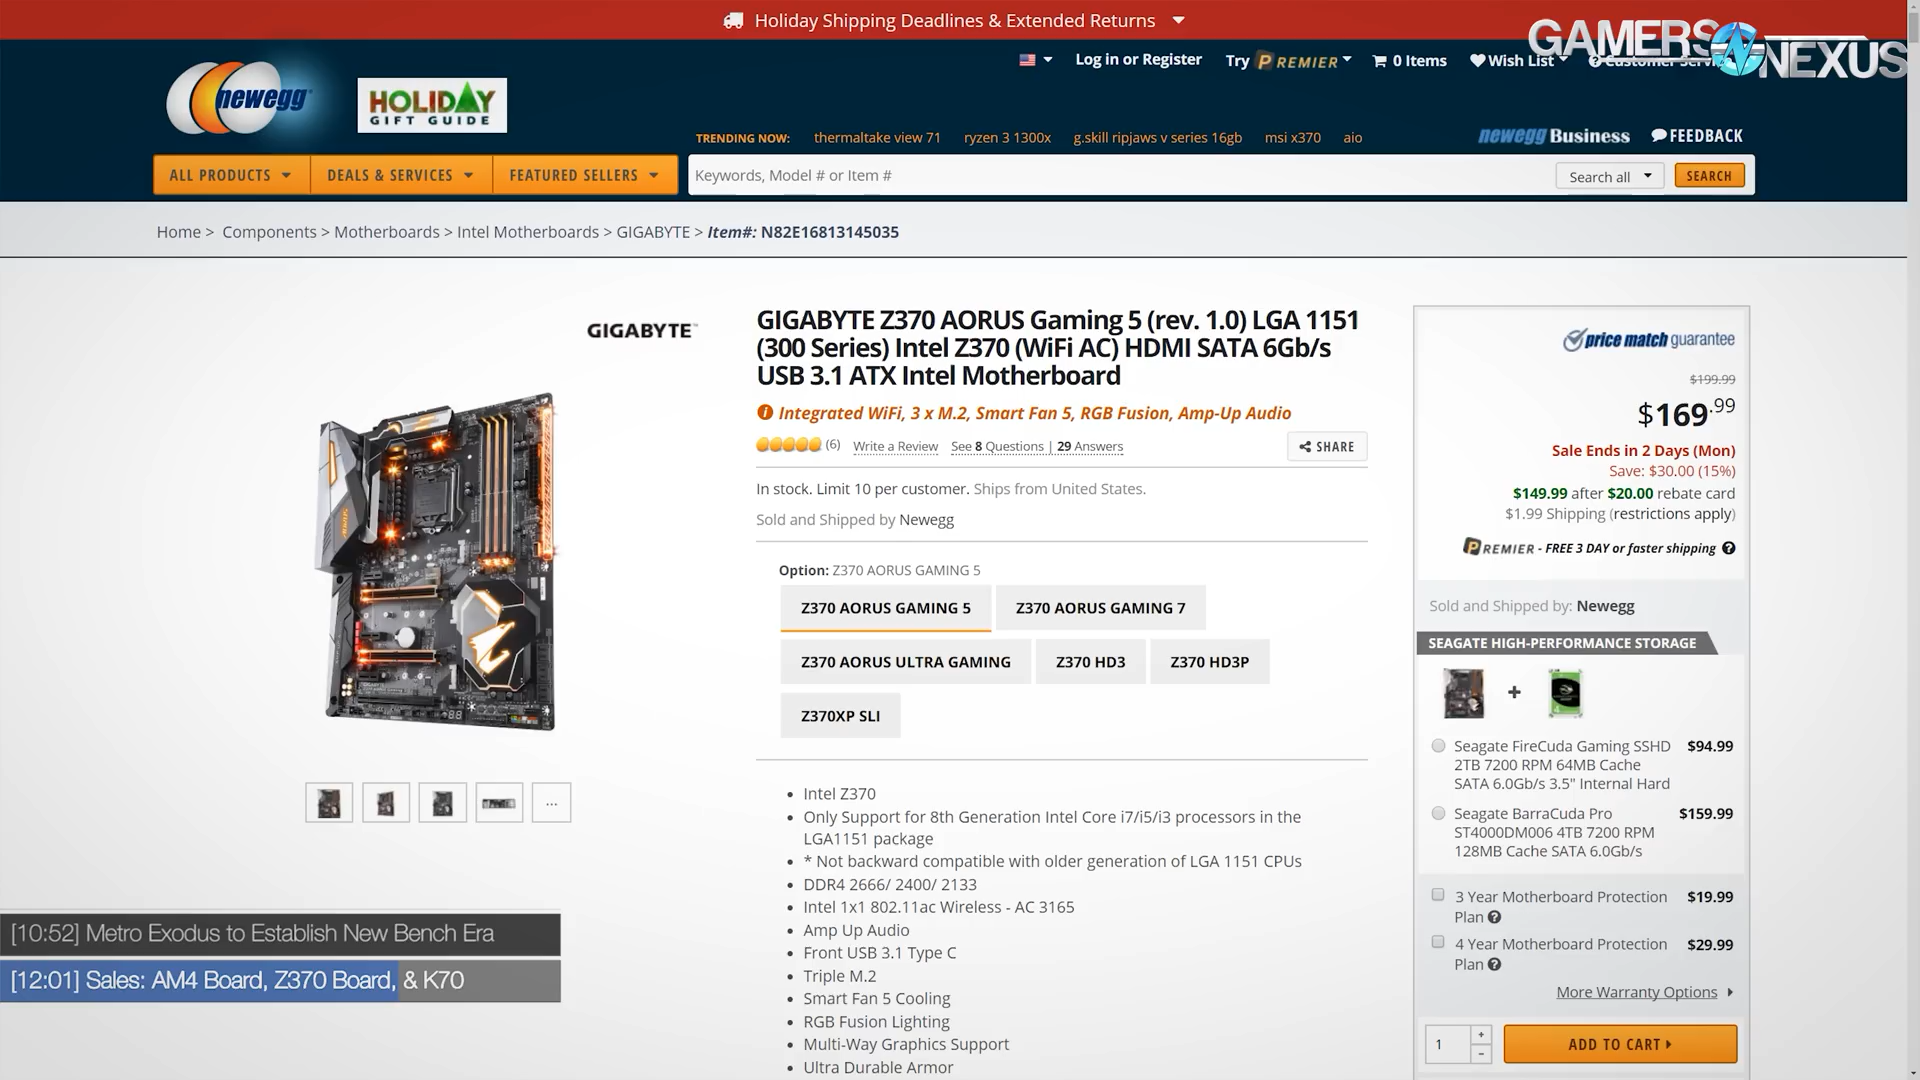 Holiday Shipping Deadlines & Extended Returns
GAMERS NEXUS
Log in or Register
Try PREMIER
0 Items
Wish List
newegg
HOLIDAY
GIFT GUIDE
TRENDING NOW: thermaltake view 71 ryzen 3 1300x g.skill ripjaws v series 16gb msi x370 aio
newegg Business
FEEDBACK
ALL PRODUCTS
DEALS & SERVICES
FEATURED SELLERS
Keywords, Model # or Item #
Search all
SEARCH
Home > Components > Motherboards > Intel Motherboards > GIGABYTE > Item#: N82E16813145035
GIGABYTE™
GIGABYTE Z370 AORUS Gaming 5 (rev. 1.0) LGA 1151
(300 Series) Intel Z370 (WiFi AC) HDMI SATA 6Gb/s
USB 3.1 ATX Intel Motherboard
Integrated WiFi, 3 x M.2, Smart Fan 5, RGB Fusion, Amp-Up Audio
(6) Write a Review See 8 Questions | 29 Answers
SHARE
In stock. Limit 10 per customer. Ships from United States.
Sold and Shipped by Newegg
Option: Z370 AORUS GAMING 5
Z370 AORUS GAMING 5
Z370 AORUS GAMING 7
Z370 AORUS ULTRA GAMING
Z370 HD3
Z370 HD3P
Z370XP SLI
...
Intel Z370
Only Support for 8th Generation Intel Core i7/i5/i3 processors in the
LGA1151 package
* Not backward compatible with older generation of LGA 1151 CPUs
DDR4 2666/ 2400/ 2133
Intel 1x1 802.11ac Wireless - AC 3165
Amp Up Audio
Front USB 3.1 Type C
Triple M.2
Smart Fan 5 Cooling
RGB Fusion Lighting
Multi-Way Graphics Support
Ultra Durable Armor
price match guarantee
$199.99
$169.99
Sale Ends in 2 Days (Mon)
Save: $30.00 (15%)
$149.99 after $20.00 rebate card
$1.99 Shipping (restrictions apply)
PREMIER - FREE 3 DAY or faster shipping
Sold and Shipped by: Newegg
SEAGATE HIGH-PERFORMANCE STORAGE
+
Seagate FireCuda Gaming SSHD $94.99
2TB 7200 RPM 64MB Cache
SATA 6.0Gb/s 3.5" Internal Hard
Seagate BarraCuda Pro $159.99
ST4000DM006 4TB 7200 RPM
128MB Cache SATA 6.0Gb/s
3 Year Motherboard Protection $19.99
Plan
4 Year Motherboard Protection $29.99
Plan
More Warranty Options
1
+
-
ADD TO CART
[10:52] Metro Exodus to Establish New Bench Era
[12:01] Sales: AM4 Board, Z370 Board, & K70